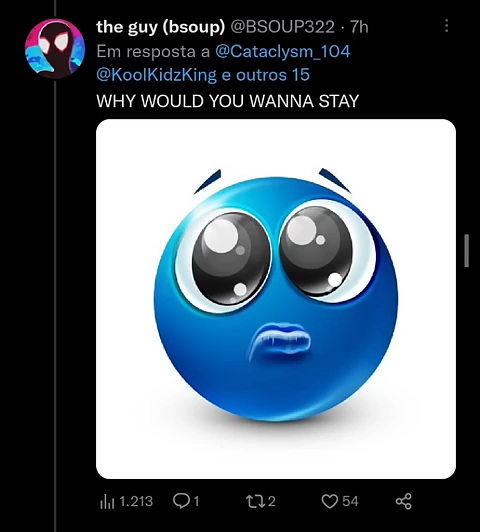 the guy (bsoup) @BSOUP322 · 7h
Em resposta a @Cataclysm_104
@KoolKidzKing e outros 15
WHY WOULD YOU WANNA STAY
1.213 1 2 54